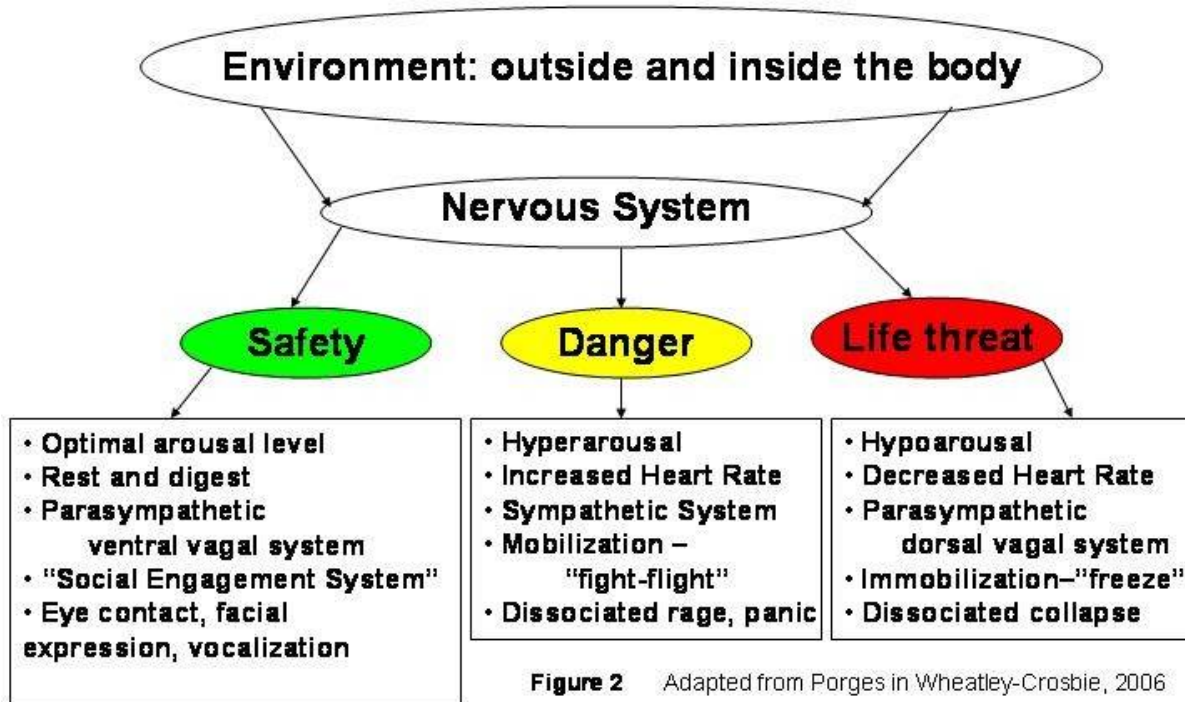 Environment: outside and inside the body
Nervous System
Safety
Danger
Life threat
• Optimal arousal level
• Rest and digest
• Parasympathetic
ventral vagal system
• "Social Engagement System"
• Eye contact, facial
expression, vocalization
• Hyperarousal
• Increased Heart Rate
• Sympathetic System
• Mobilization –
"fight-flight"
• Dissociated rage, panic
• Hypoarousal
• Decreased Heart Rate
• Parasympathetic
dorsal vagal system
• Immobilization–"freeze"
• Dissociated collapse
Figure 2 Adapted from Porges in Wheatley-Crosbie, 2006